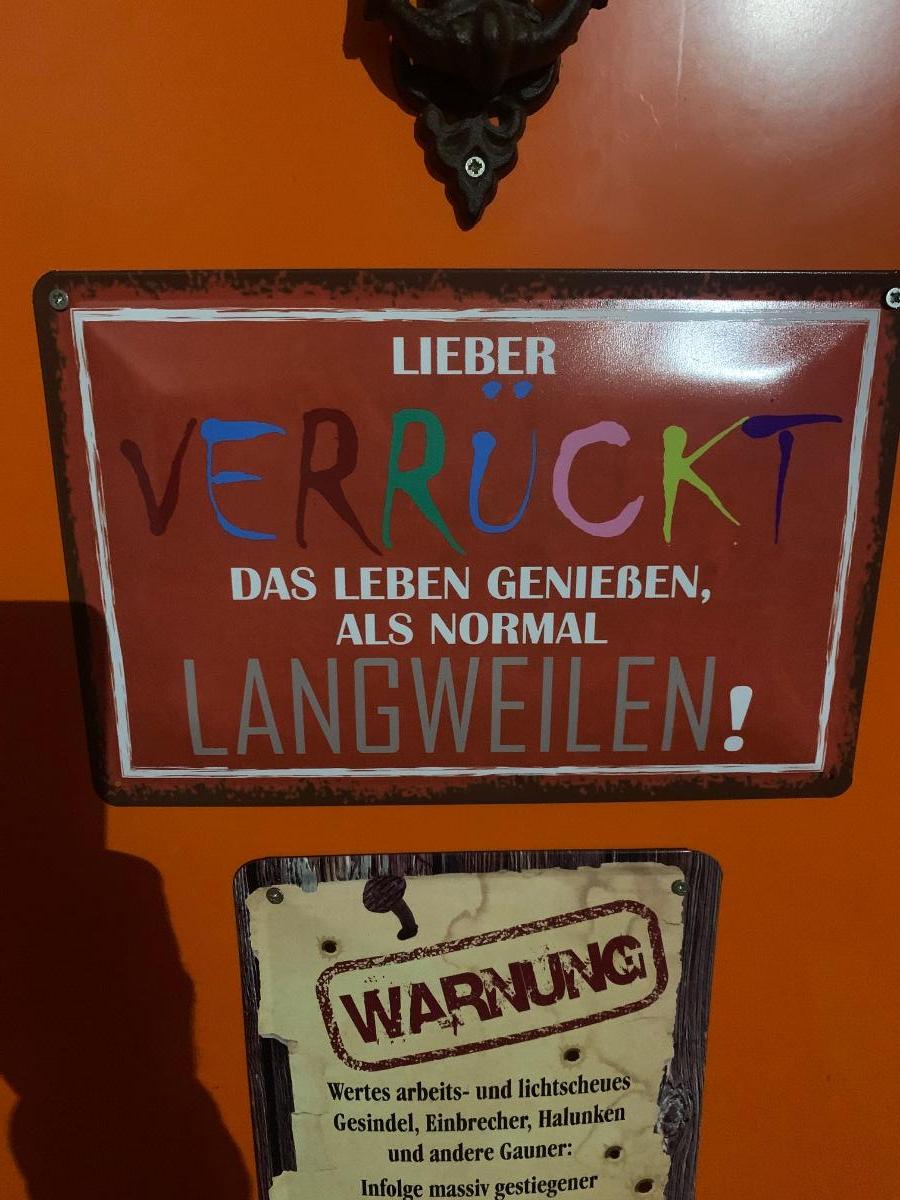 LIEBER
VERRÜCKT
DAS LEBEN GENIEßEN,
ALS NORMAL
LANGWEILEN!
WARNUNG
Wertes arbeits- und lichtscheues
Gesindel, Einbrecher, Halunken
und andere Gauner:
Infolge massiv gestiegener